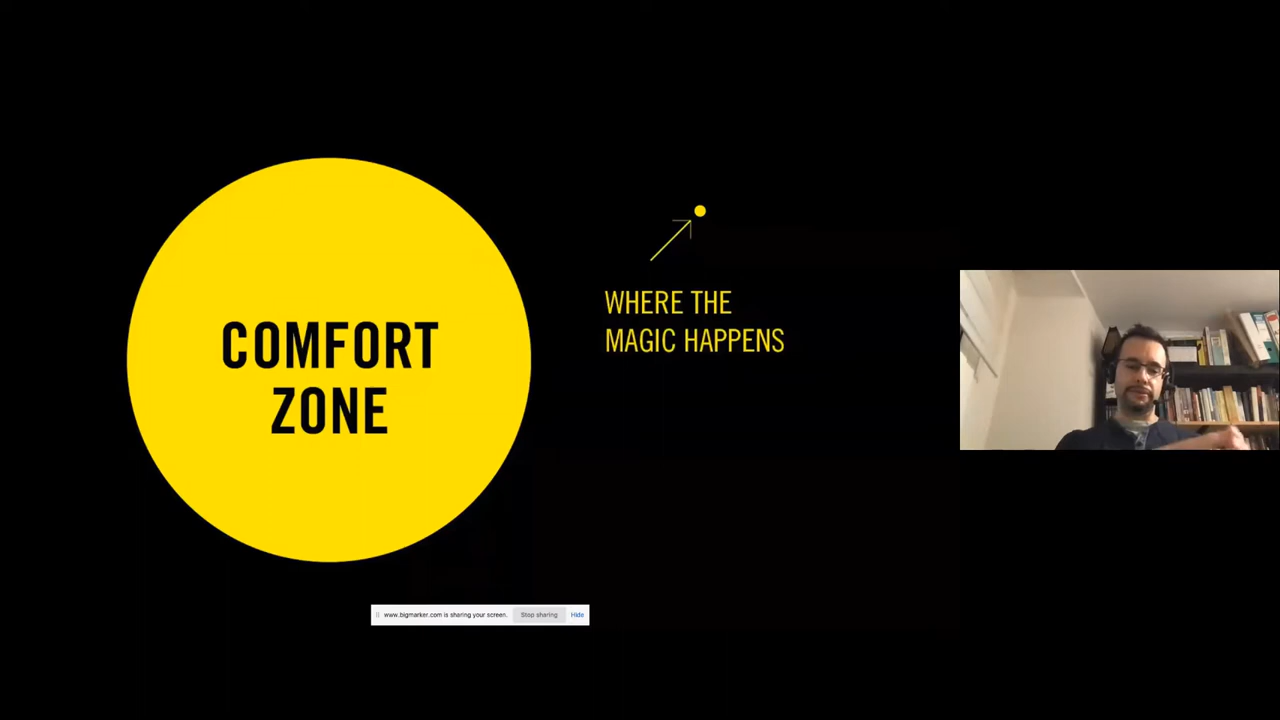 COMFORT
ZONE
WHERE THE
MAGIC HAPPENS
www.bigmarker.com is sharing your screen. Stop sharing Hide